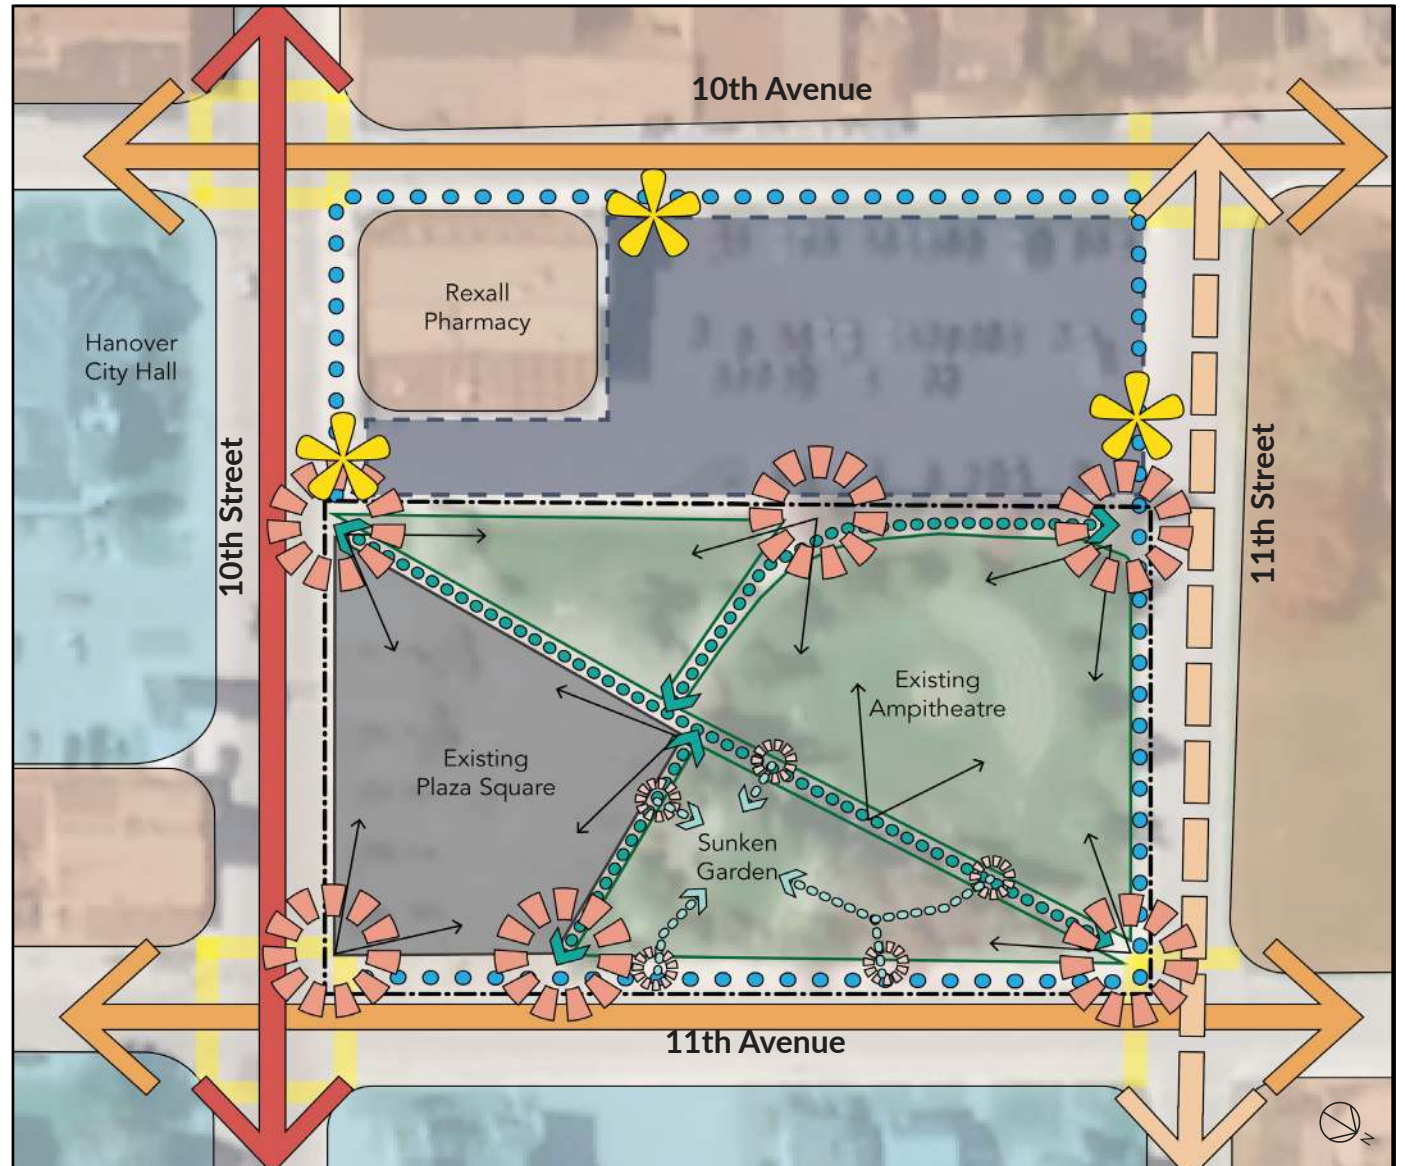 10th Avenue
Rexall
Pharmacy
Hanover
City Hall
10th Street
11th Street
Existing
Ampitheatre
Existing
Plaza Square
Sunken
Garden
11th Avenue
N